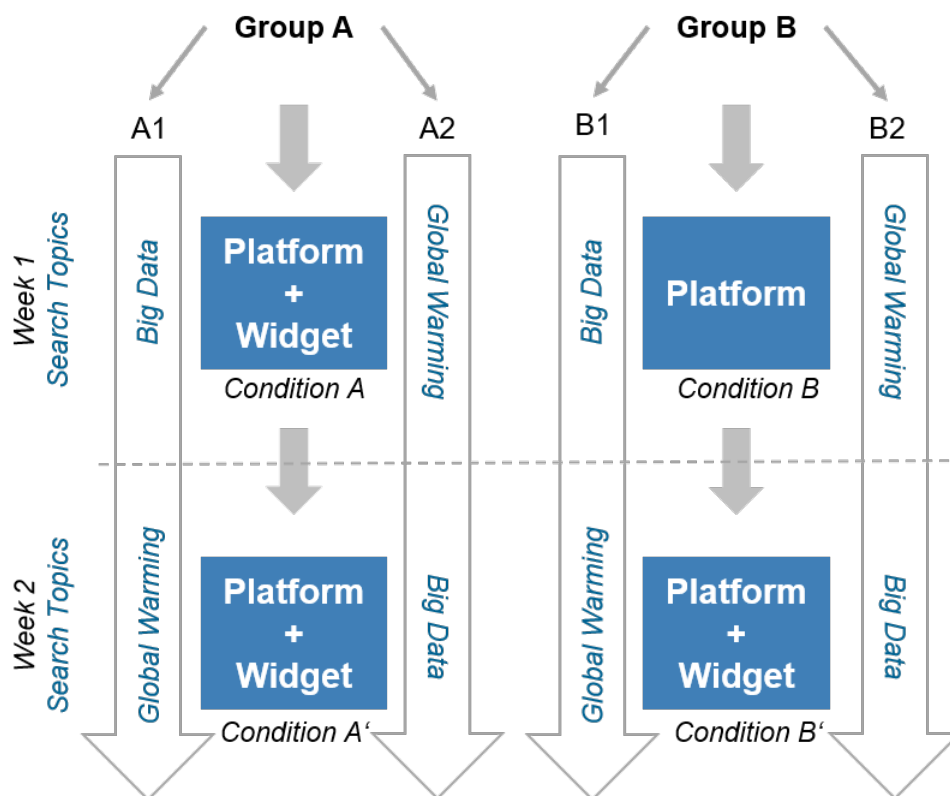 Group A
Group B
A1
A2
B1
B2
Week 1
Search Topics
Big Data
Platform
+
Widget
Condition A
Global Warming
Big Data
Platform
Condition B
Global Warming
Week 2
Search Topics
Global Warming
Platform
+
Widget
Condition A‘
Big Data
Global Warming
Platform
+
Widget
Condition B‘
Big Data